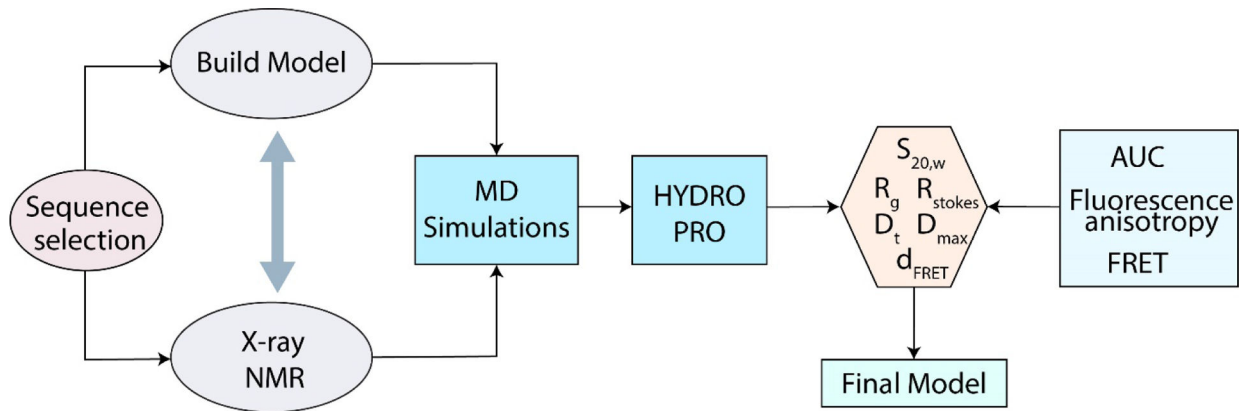 Build Model
Sequence
selection
X-ray
NMR
MD
Simulations
HYDRO
PRO
S20,w
Rg Rstokes
Dt Dmax
dFRET
AUC
Fluorescence
anisotropy
FRET
Final Model